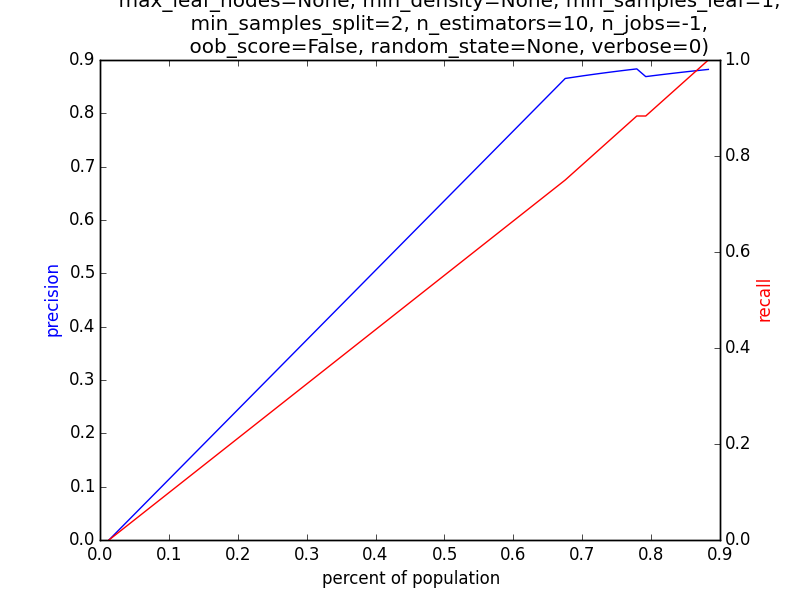 max_leaf_nodes=None, min_density=None, min_samples_leaf=1,
min_samples_split=2, n_estimators=10, n_jobs=-1,
oob_score=False, random_state=None, verbose=0)
0.9
0.8
0.7
0.6
0.5
0.4
0.3
0.2
0.1
0.0
precision
1.0
0.8
0.6
0.4
0.2
0.0
recall
0.0 0.1 0.2 0.3 0.4 0.5 0.6 0.7 0.8 0.9
percent of population